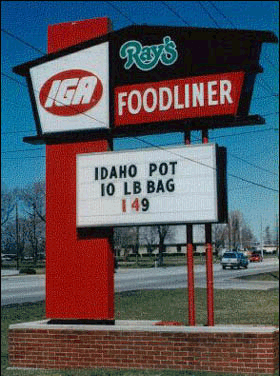 Ray's
IGA
FOODLINER
IDAHO POT
10 LB BAG
149